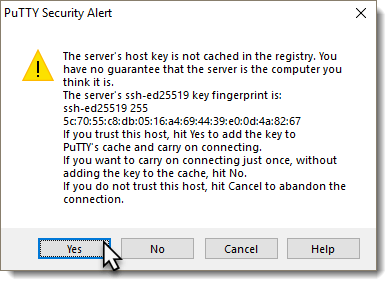 PuTTY Security Alert
The server's host key is not cached in the registry. You
have no guarantee that the server is the computer you
think it is.
The server's ssh-ed25519 key fingerprint is:
ssh-ed25519 255
5c:70:55:c8:db:05:16:a4:69:44:39:e0:0d:4a:82:67
If you trust this host, hit Yes to add the key to
PuTTY's cache and carry on connecting.
If you want to carry on connecting just once, without
adding the key to the cache, hit No.
If you do not trust this host, hit Cancel to abandon the
connection.
Yes No Cancel Help